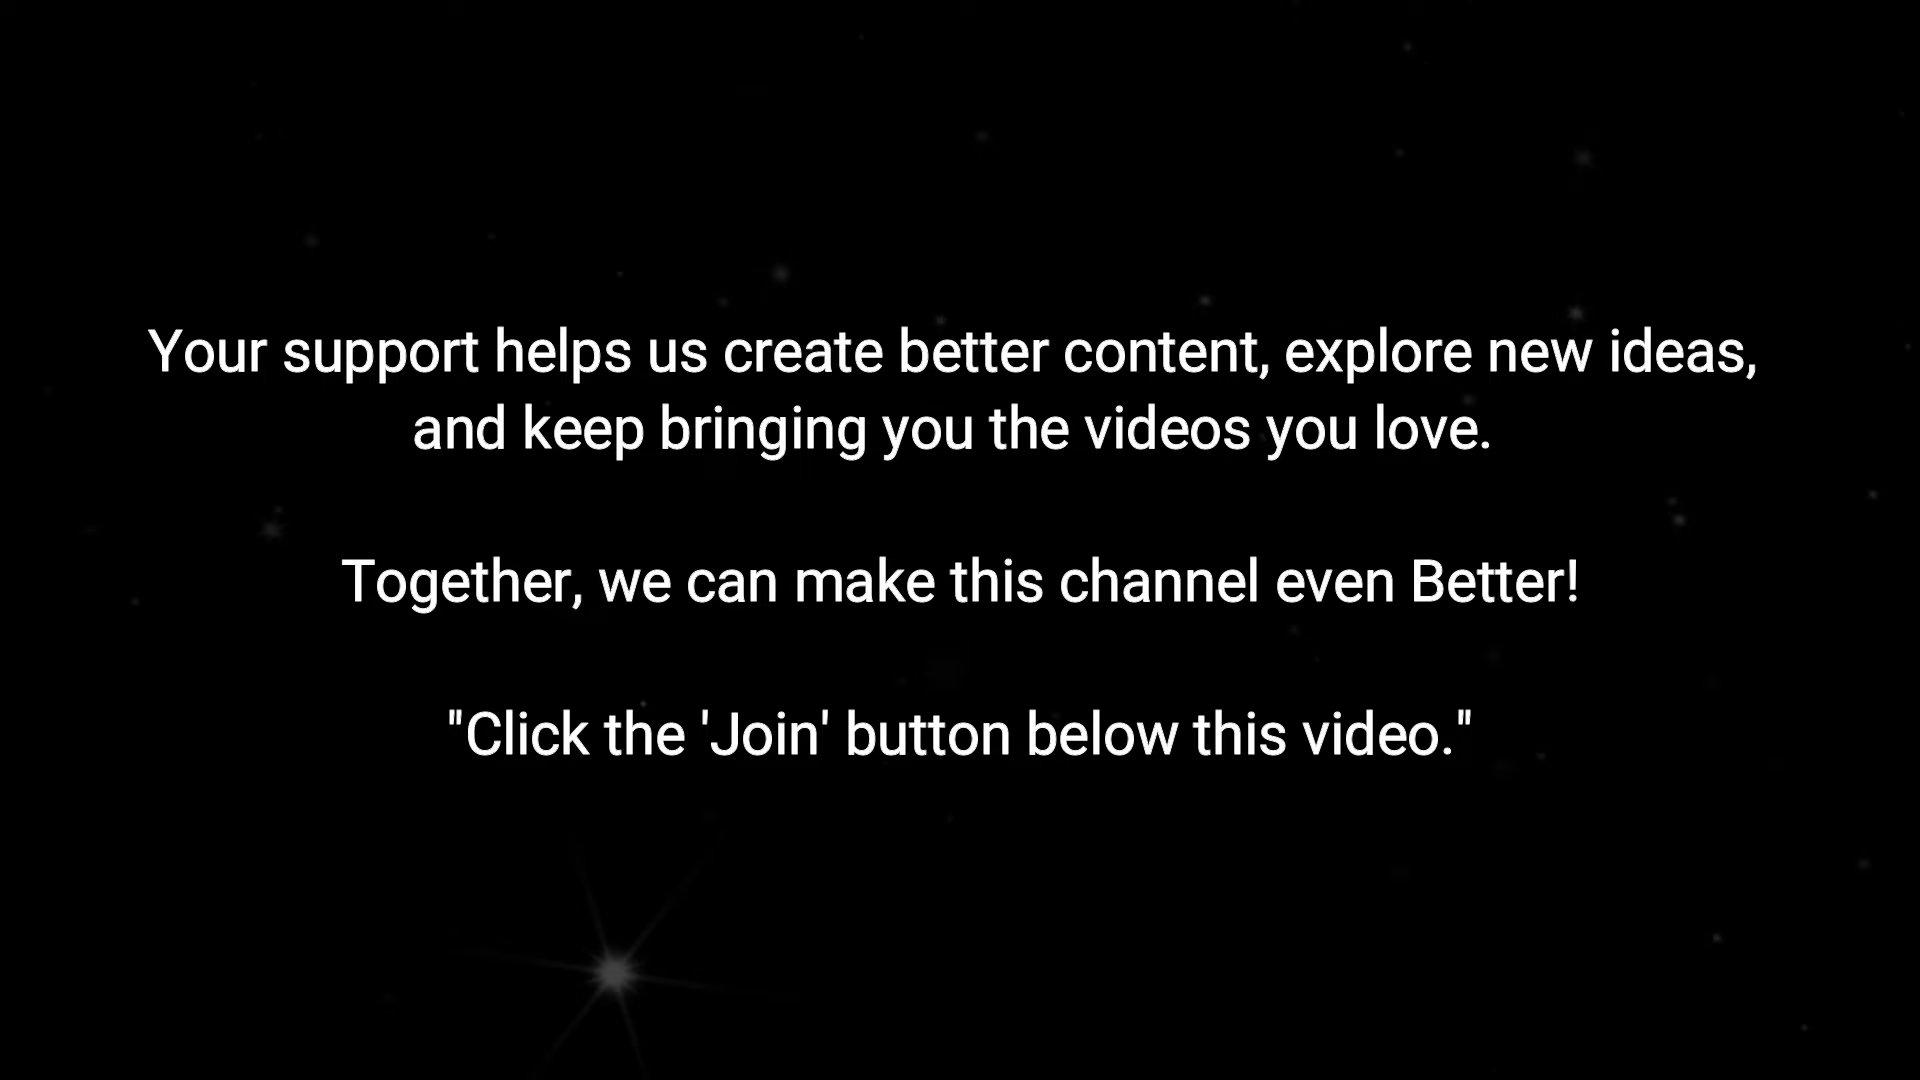 Your support helps us create better content, explore new ideas,
and keep bringing you the videos you love.
Together, we can make this channel even Better!
"Click the 'Join' button below this video."